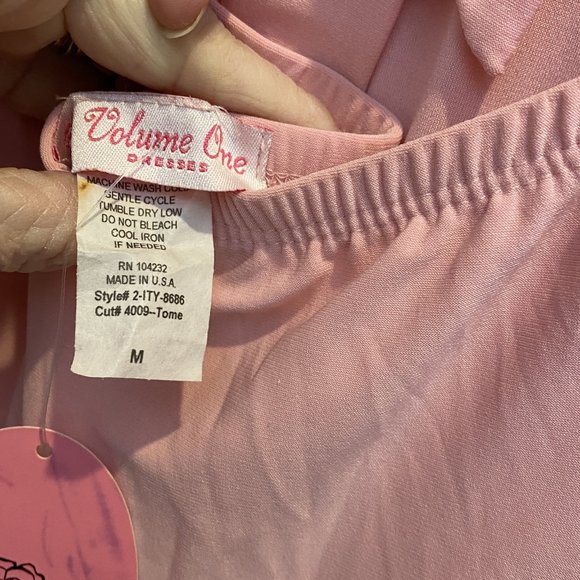 Volume One
DRESSES
MACHINE WASH COLD
GENTLE CYCLE
TUMBLE DRY LOW
DO NOT BLEACH
COOL IRON
IF NEEDED
RN 104232
MADE IN U.S.A.
Style# 2-ITY-8686
Cut# 4009--Tome
M